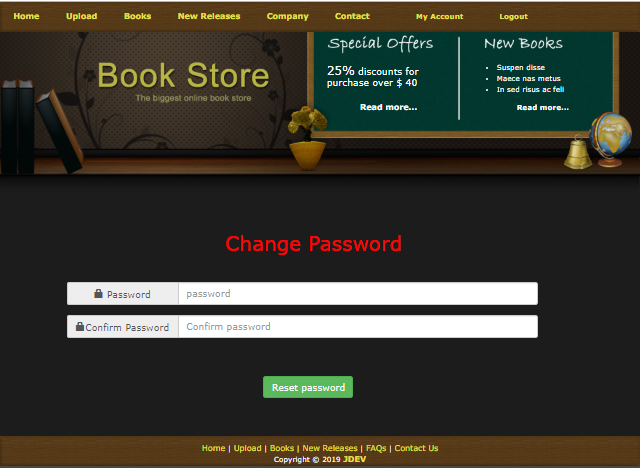 Home Upload Books New Releases Company Contact My Account Logout
Book Store
The biggest online book store
Special Offers
25% discounts for
purchase over $ 40
Read more...
New Books
Suspen disse
Maece nas metus
In sed risus ac feli
Read more...
Change Password
Password password
Confirm Password Confirm password
Reset password
Home | Upload | Books | New Releases | FAQs | Contact Us
Copyright © 2019 JDEV